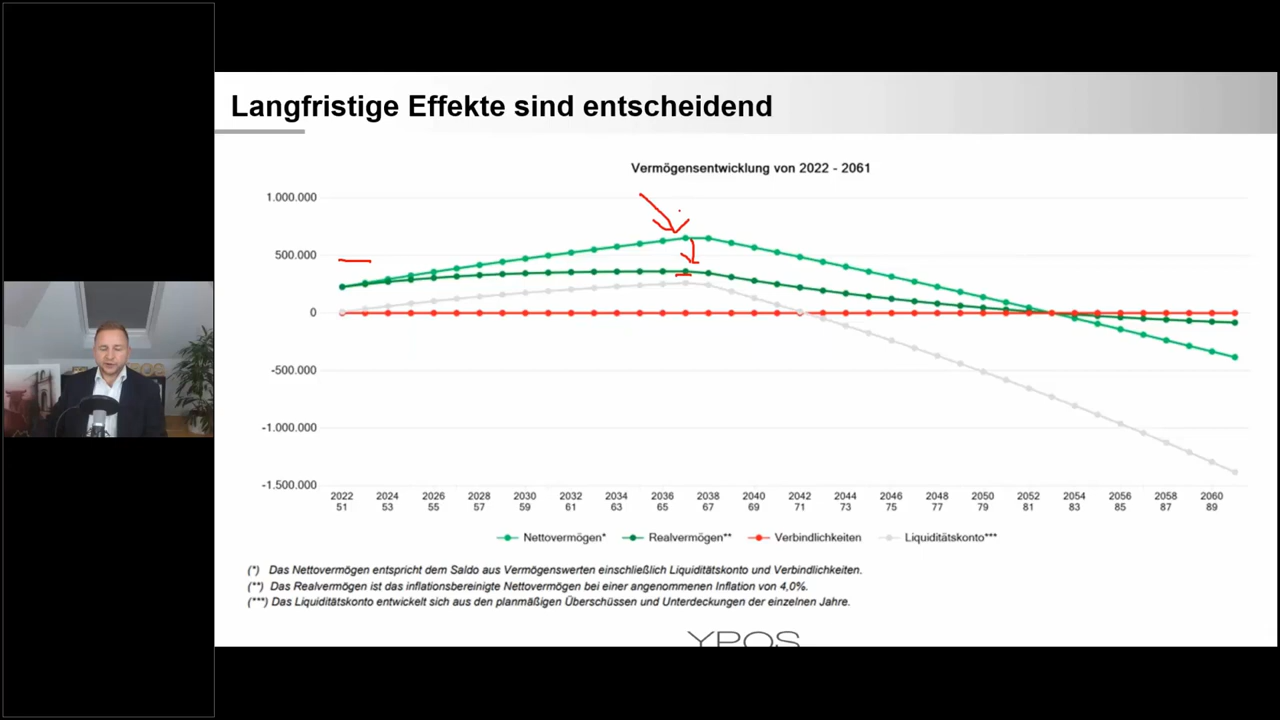 Langfristige Effekte sind entscheidend
Vermögensentwicklung von 2022 - 2061
1.000.000
500.000
0
-500.000
-1.000.000
-1.500.000
2022 2024 2026 2028 2030 2032 2034 2036 2038 2040 2042 2044 2046 2048 2050 2052 2054 2056 2058 2060
51 53 55 57 59 61 63 65 67 69 71 73 75 77 79 81 83 85 87 89
Nettovermögen* Realvermögen** Verbindlichkeiten Liquiditätskonto***
(*) Das Nettovermögen entspricht dem Saldo aus Vermögenswerten einschließlich Liquiditätskonto und Verbindlichkeiten.
(**) Das Realvermögen ist das inflationsbereinigte Nettovermögen bei einer angenommenen Inflation von 4,0%.
(***) Das Liquiditätskonto entwickelt sich aus den planmäßigen Überschüssen und Unterdeckungen der einzelnen Jahre.
YPOS